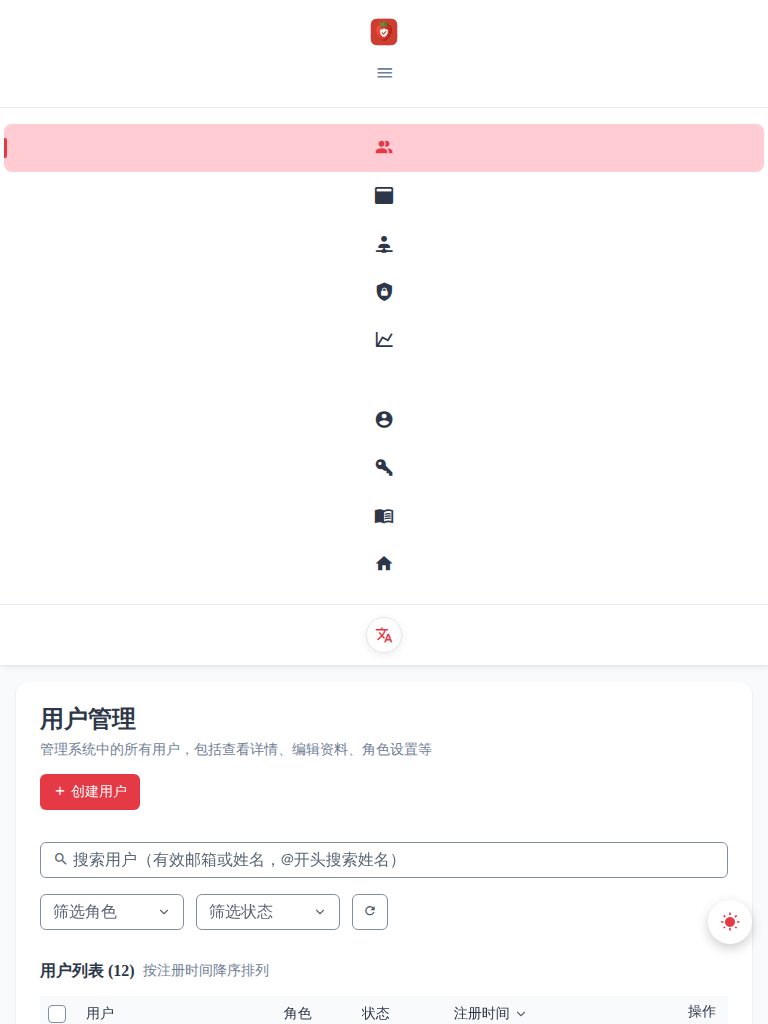 用户管理
管理系统中的所有用户，包括查看详情、编辑资料、角色设置等
+ 创建用户
搜索用户（有效邮箱或姓名，@开头搜索姓名）
筛选角色 筛选状态
用户列表 (12) 按注册时间降序排列
用户 角色 状态 注册时间 操作